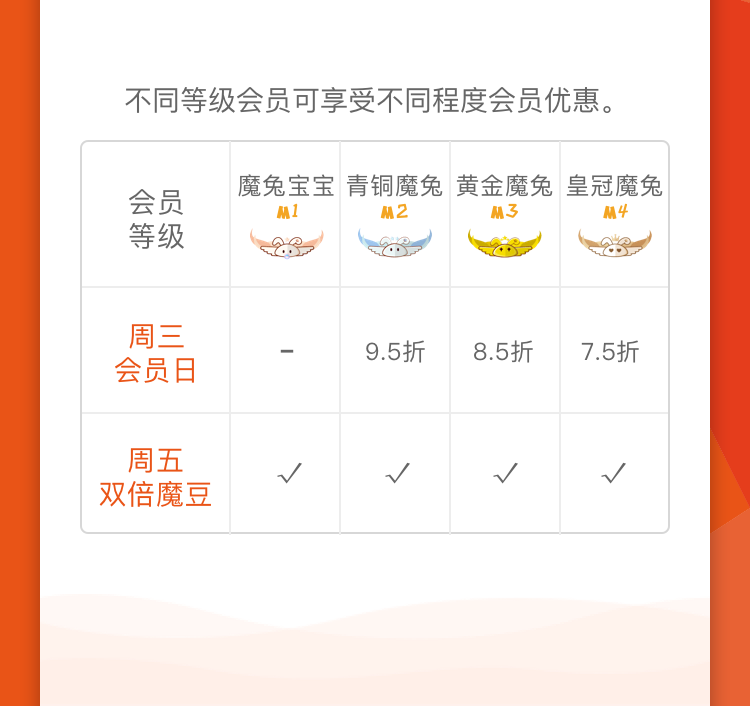 不同等级会员可享受不同程度会员优惠。
会员
等级
魔兔宝宝
M1
青铜魔兔
M2
黄金魔兔
M3
皇冠魔兔
M4
周三
会员日
-
9.5折
8.5折
7.5折
周五
双倍魔豆
✓
✓
✓
✓